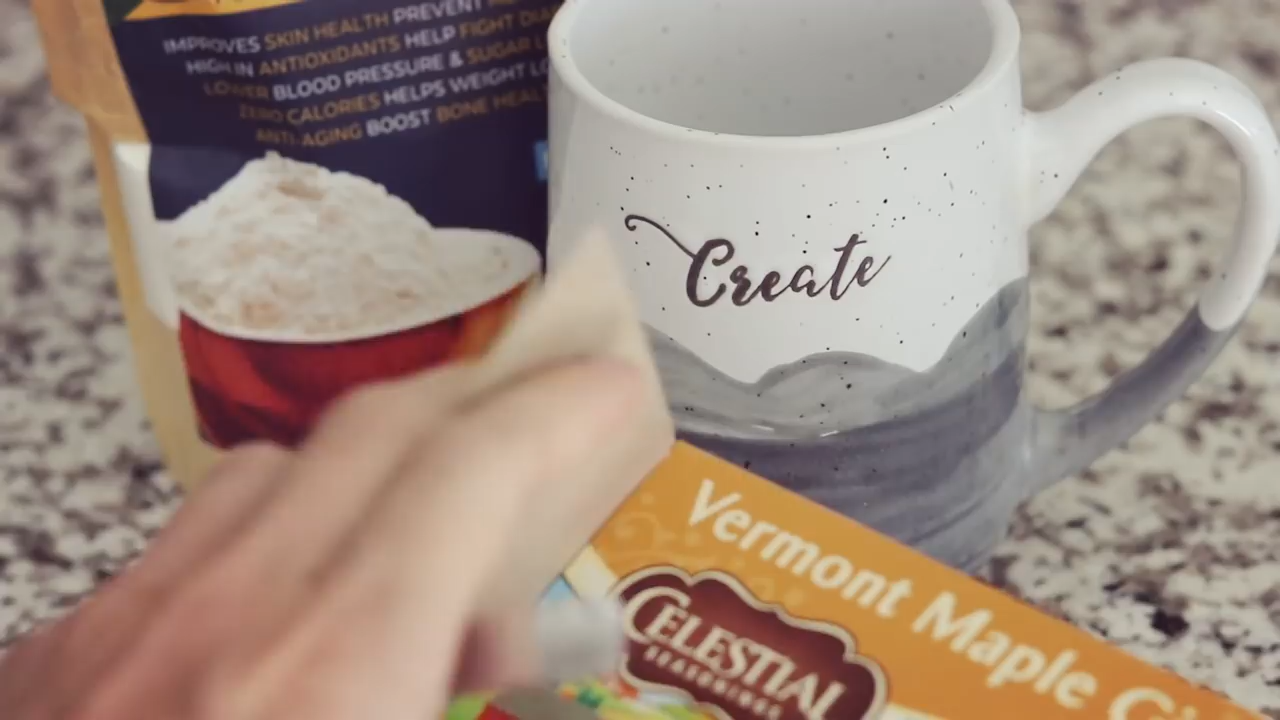 IMPROVES SKIN HEALTH PREVENT
HIGH IN ANTIOXIDANTS HELP FIGHT
LOWER BLOOD PRESSURE & SUGAR
ZERO CALORIES HELPS WEIGHT
ANTI-AGING BOOST BONE
Create
Vermont Maple
CELESTIAL
SEASONINGS